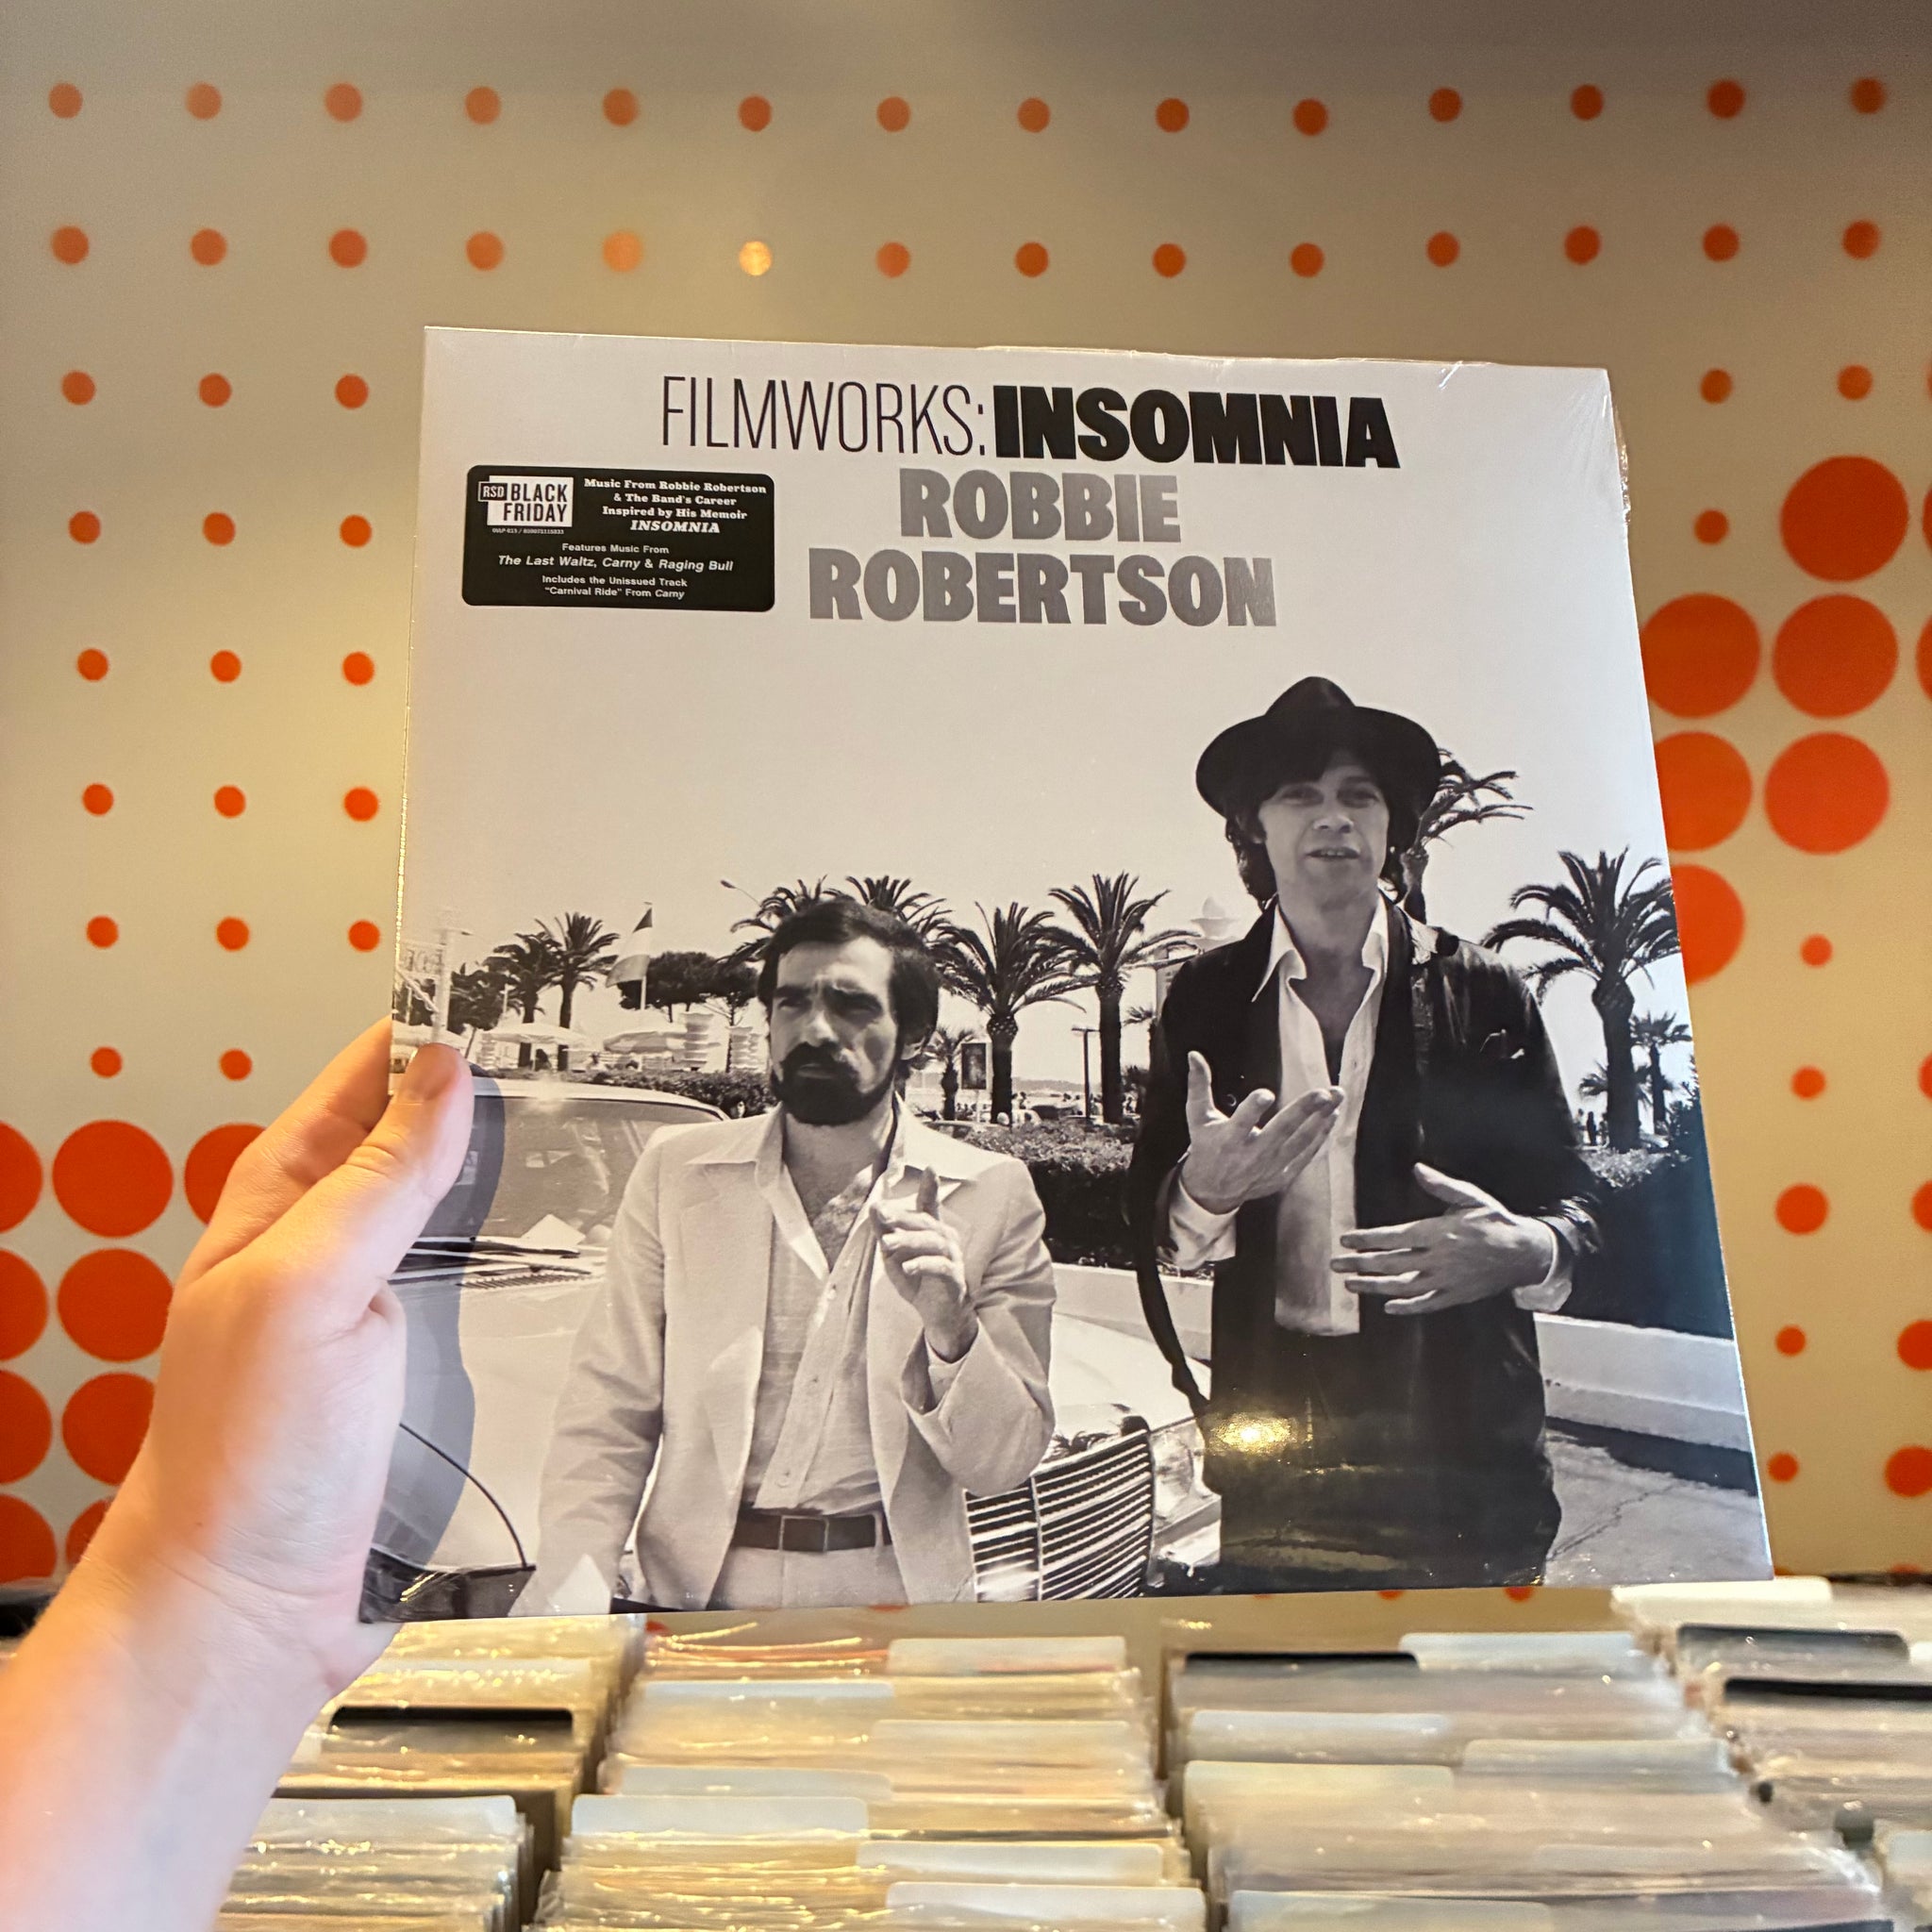 FILMWORKS: INSOMNIA
ROBBIE
ROBERTSON
RSD BLACK
FRIDAY
Music From Robbie Robertson
& The Band's Career
Inspired by His Memoir
INSOMNIA
Features Music From
The Last Waltz, Carny & Raging Bull
Includes the Unissued Track
"Carnival Ride" From Carny